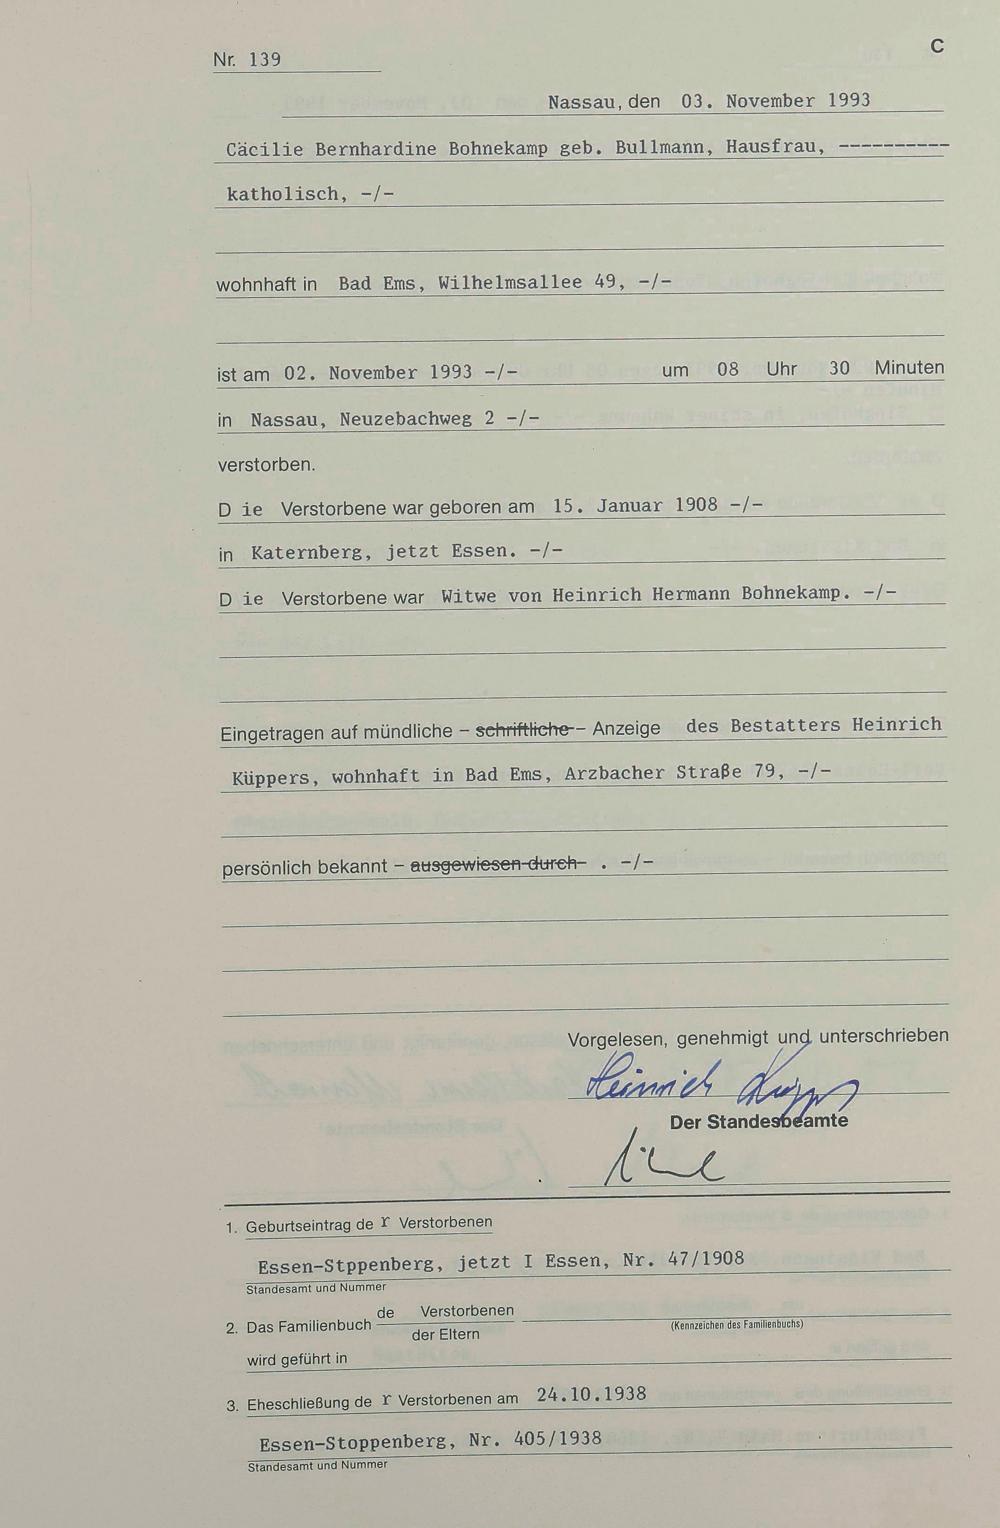 C
Nr. 139
Nassau, den 03. November 1993
Cäcilie Bernhardine Bohnekamp geb. Bullmann, Hausfrau, ----------
katholisch, -/-
wohnhaft in Bad Ems, Wilhelmsallee 49, -/-
ist am 02. November 1993 -/- um 08 Uhr 30 Minuten
in Nassau, Neuzebachweg 2 -/-
verstorben.
D ie Verstorbene war geboren am 15. Januar 1908 -/-
in Katernberg, jetzt Essen. -/-
D ie Verstorbene war Witwe von Heinrich Hermann Bohnekamp. -/-
Eingetragen auf mündliche – schriftliche – Anzeige des Bestatters Heinrich
Küppers, wohnhaft in Bad Ems, Arzbacher Straße 79, -/-
persönlich bekannt – ausgewiesen durch . -/-
Vorgelesen, genehmigt und unterschrieben
Heinrich Küppers
Der Standesbeamte
1. Geburtseintrag de r Verstorbenen
Essen-Stppenberg, jetzt I Essen, Nr. 47/1908
Standesamt und Nummer
2. Das Familienbuch de Verstorbenen
der Eltern
(Kennzeichen des Familienbuchs)
wird geführt in
3. Eheschließung de r Verstorbenen am 24.10.1938
Essen-Stoppenberg, Nr. 405/1938
Standesamt und Nummer